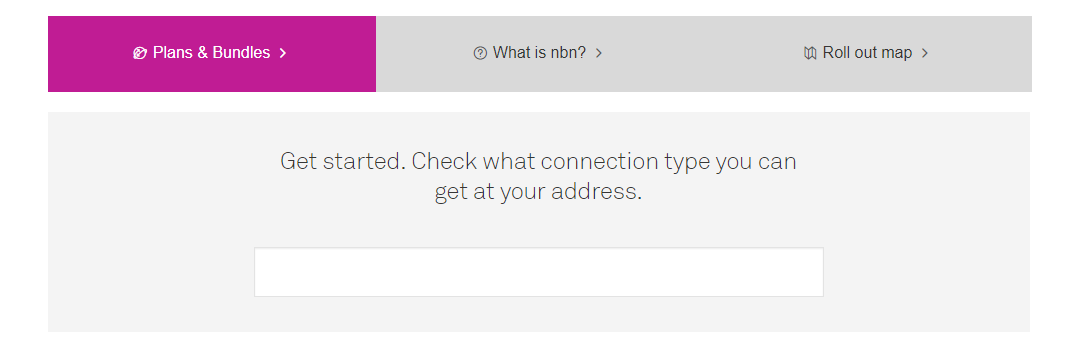 Plans & Bundles
What is nbn?
Roll out map
Get started. Check what connection type you can
get at your address.